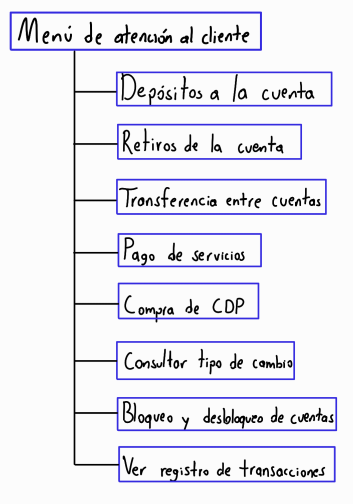 Menú de atención al cliente
Depósitos a la cuenta
Retiros de la cuenta
Transferencia entre cuentas
Pago de servicios
Compra de CDP
Consultor tipo de cambio
Bloqueo y desbloqueo de cuentas
Ver registro de transacciones